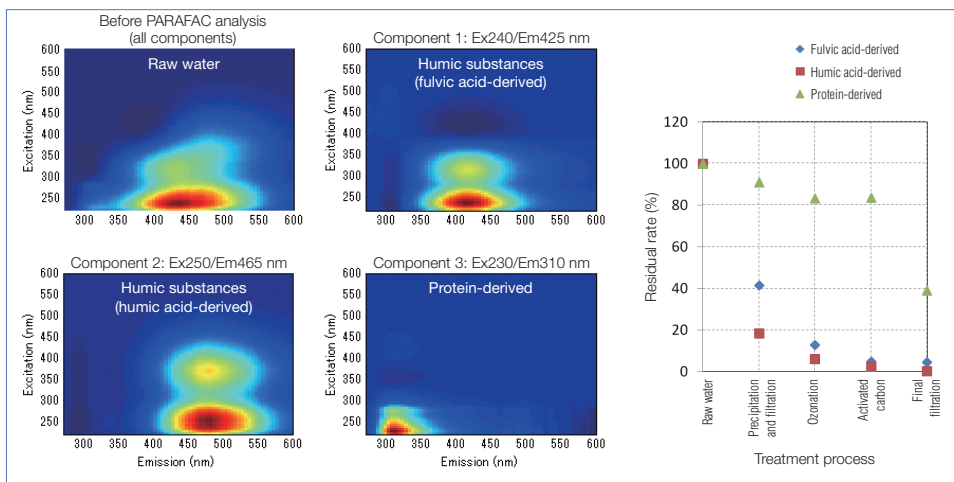 Before PARAFAC analysis
(all components)
Raw water
Excitation (nm)
600
550
500
450
400
350
300
250
300 350 400 450 500 550 600
Component 1: Ex240/Em425 nm
Humic substances
(fulvic acid-derived)
Excitation (nm)
600
550
500
450
400
350
300
250
300 350 400 450 500 550 600
Component 2: Ex250/Em465 nm
Humic substances
(humic acid-derived)
Excitation (nm)
600
550
500
450
400
350
300
250
300 350 400 450 500 550 600
Emission (nm)
Component 3: Ex230/Em310 nm
Protein-derived
Excitation (nm)
600
550
500
450
400
350
300
250
300 350 400 450 500 550 600
Emission (nm)
Fulvic acid-derived
Humic acid-derived
Protein-derived
Residual rate (%)
120
100
80
60
40
20
0
Raw water
Precipitation
and filtration
Ozonation
Activated
carbon
Final
filtration
Treatment process